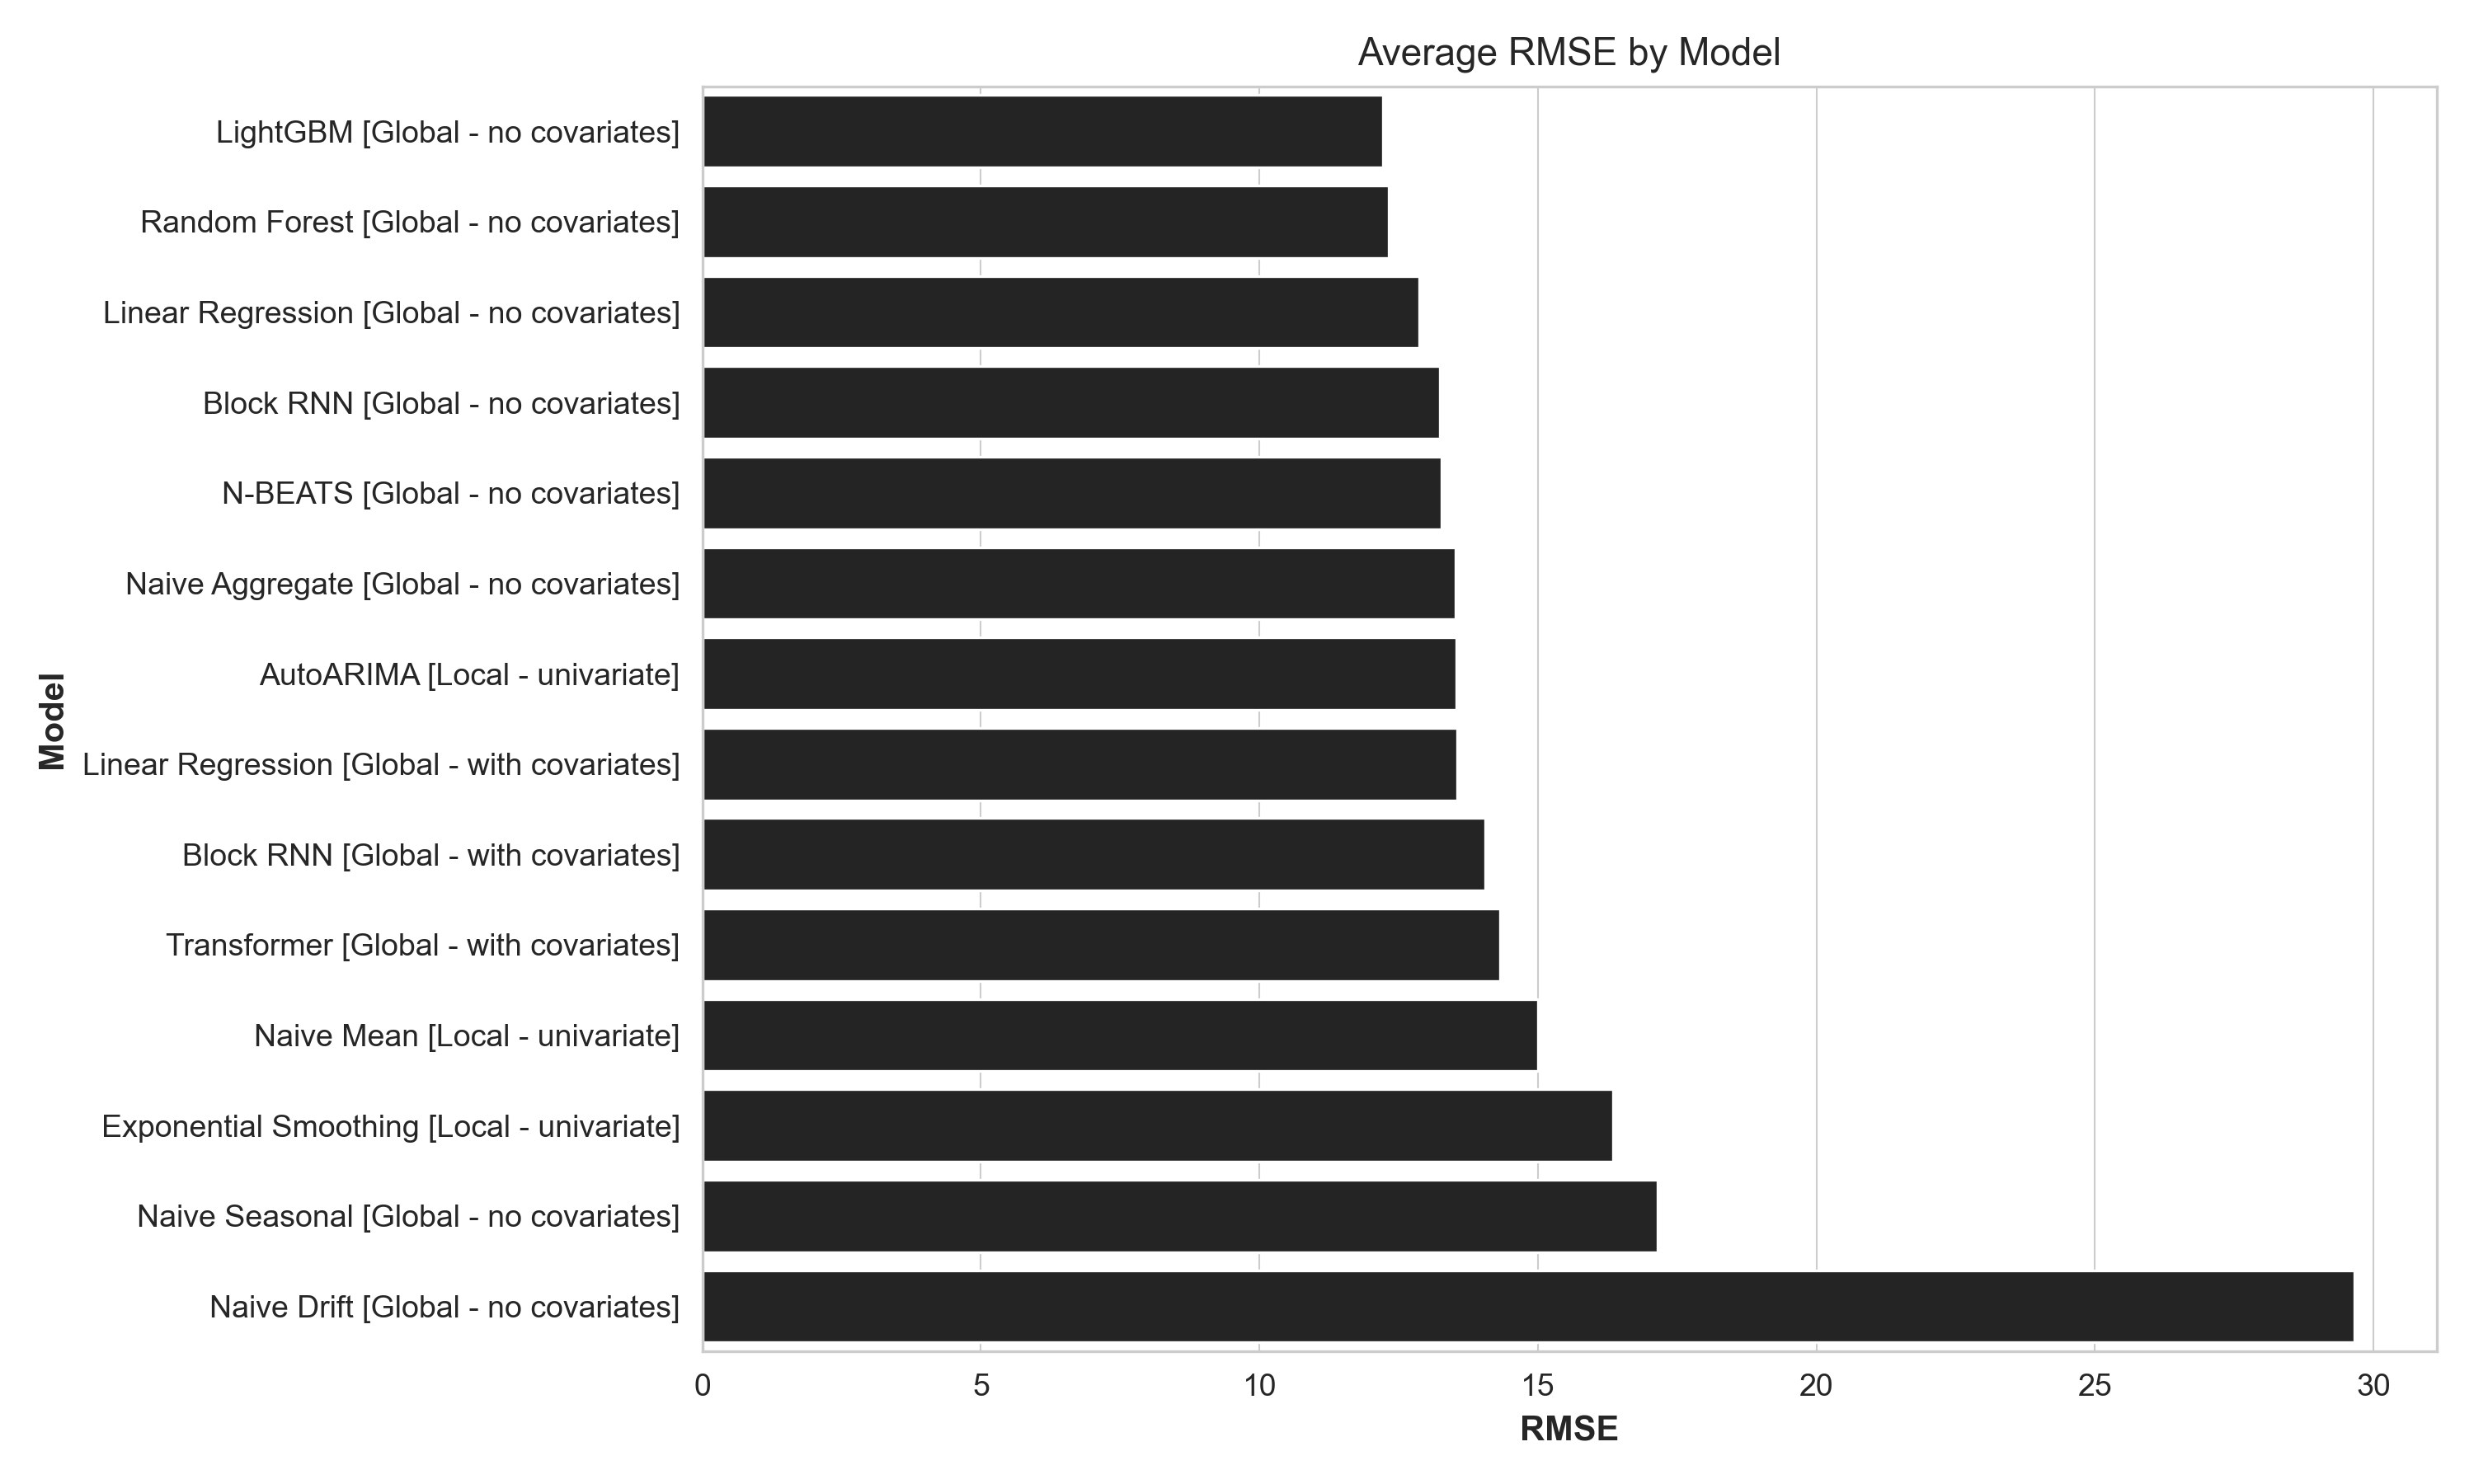 Average RMSE by Model
LightGBM [Global - no covariates]
Random Forest [Global - no covariates]
Linear Regression [Global - no covariates]
Block RNN [Global - no covariates]
N-BEATS [Global - no covariates]
Naive Aggregate [Global - no covariates]
AutoARIMA [Local - univariate]
Linear Regression [Global - with covariates]
Block RNN [Global - with covariates]
Transformer [Global - with covariates]
Naive Mean [Local - univariate]
Exponential Smoothing [Local - univariate]
Naive Seasonal [Global - no covariates]
Naive Drift [Global - no covariates]
Model
0 5 10 15 20 25 30
RMSE